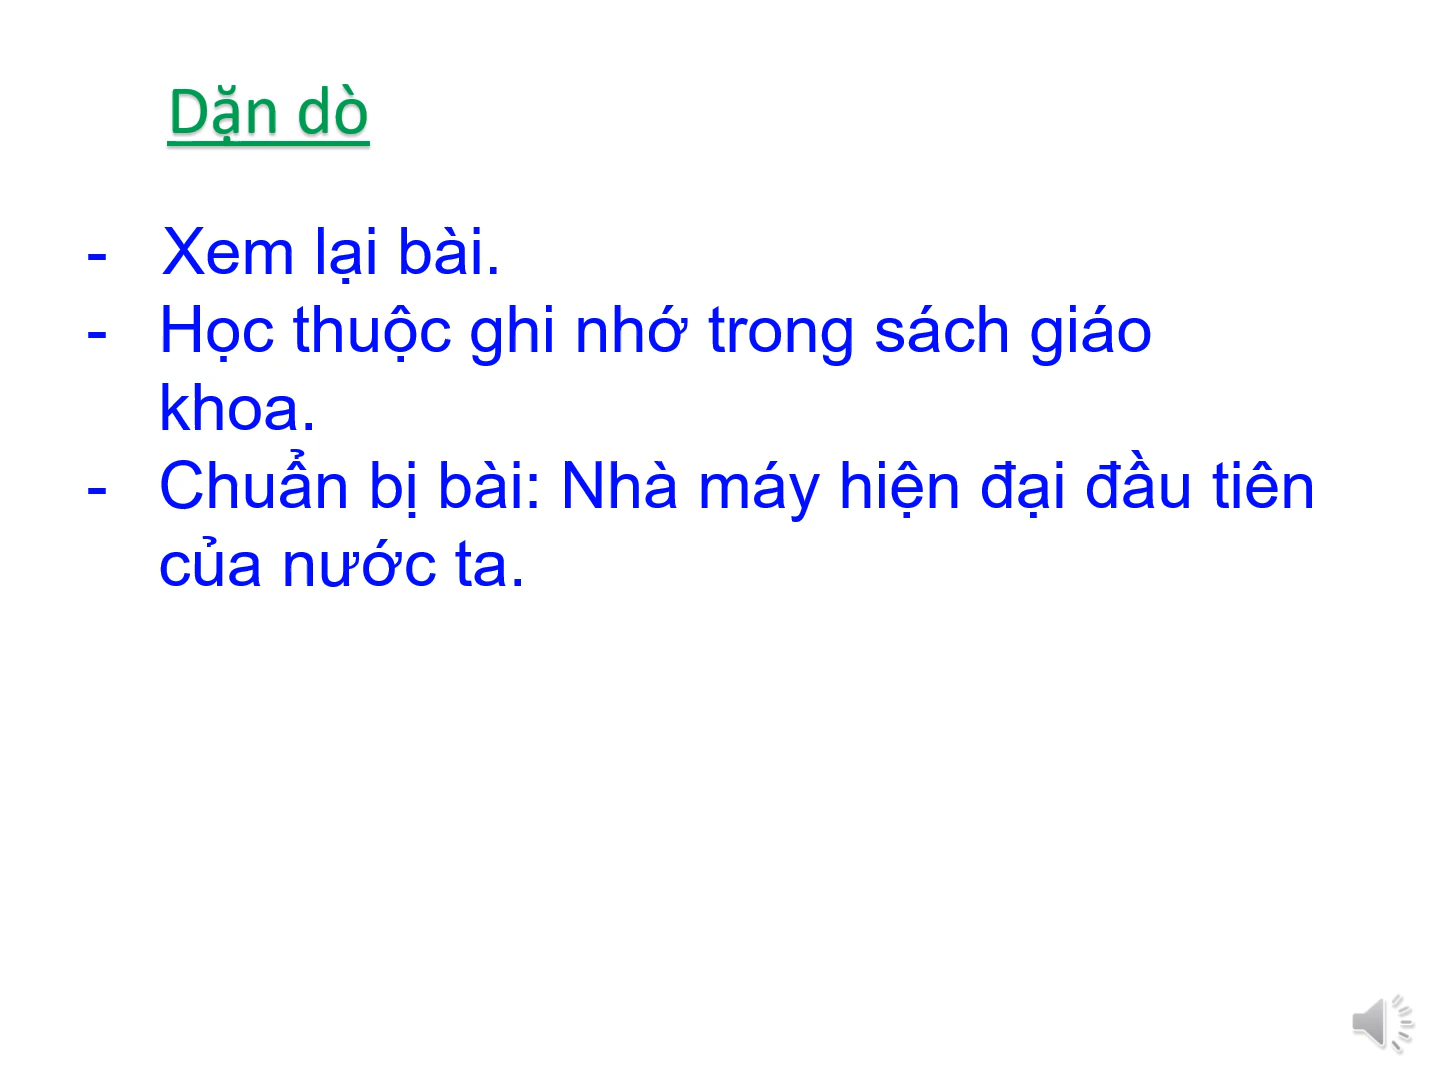 Dặn dò
- Xem lại bài.
- Học thuộc ghi nhớ trong sách giáo
khoa.
- Chuẩn bị bài: Nhà máy hiện đại đầu tiên
của nước ta.